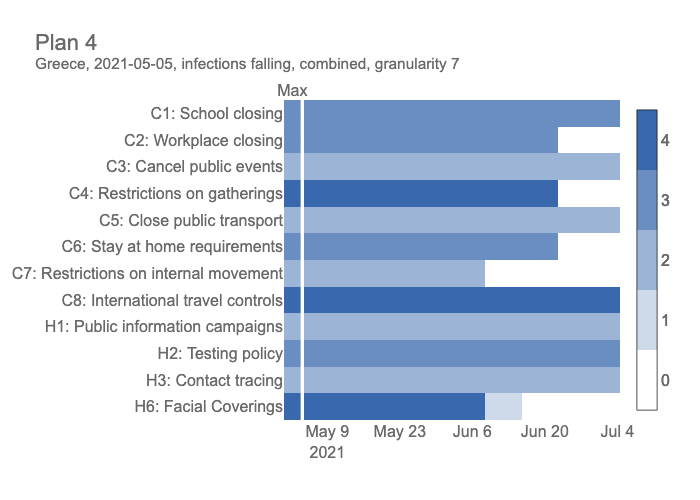 Plan 4
Greece, 2021-05-05, infections falling, combined, granularity 7
Max
C1: School closing
C2: Workplace closing
C3: Cancel public events
C4: Restrictions on gatherings
C5: Close public transport
C6: Stay at home requirements
C7: Restrictions on internal movement
C8: International travel controls
H1: Public information campaigns
H2: Testing policy
H3: Contact tracing
H6: Facial Coverings
May 9 May 23 Jun 6 Jun 20 Jul 4
2021
4
3
2
1
0